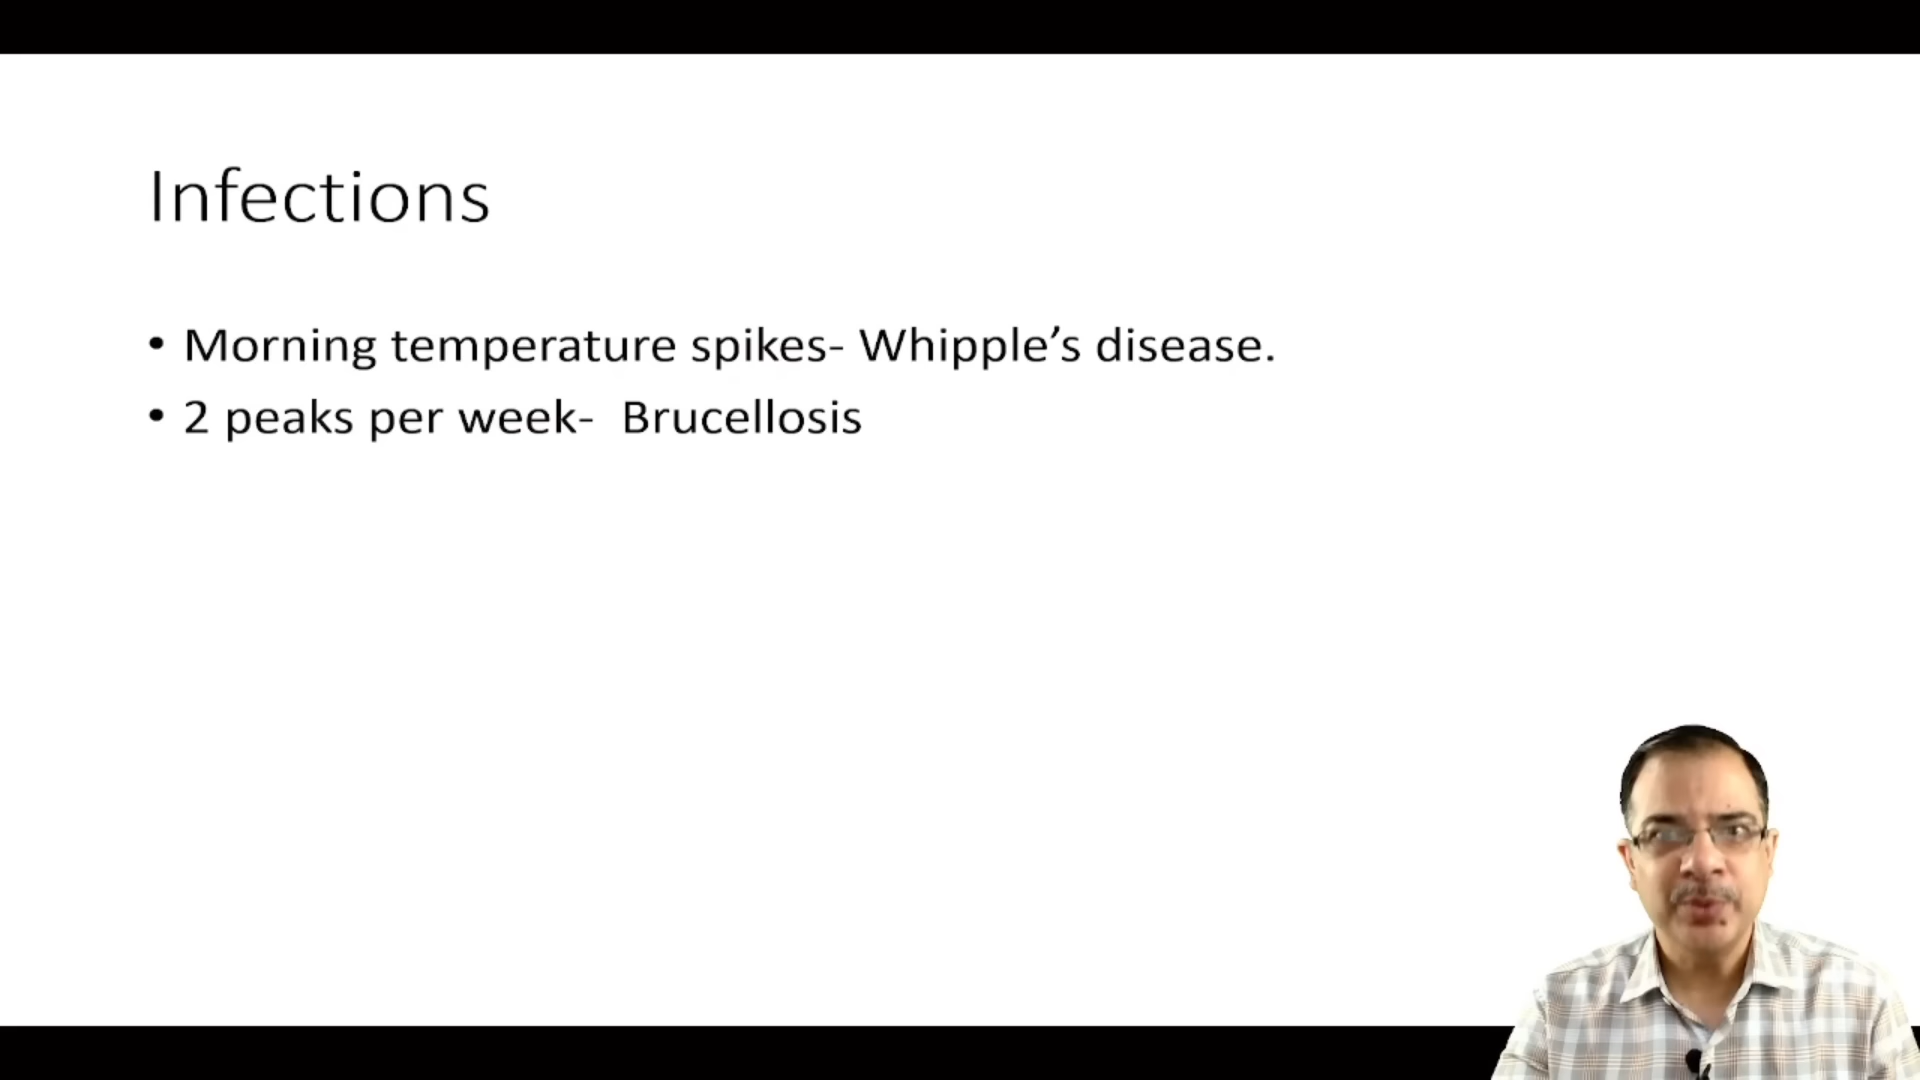 Infections
• Morning temperature spikes- Whipple’s disease.
• 2 peaks per week-  Brucellosis